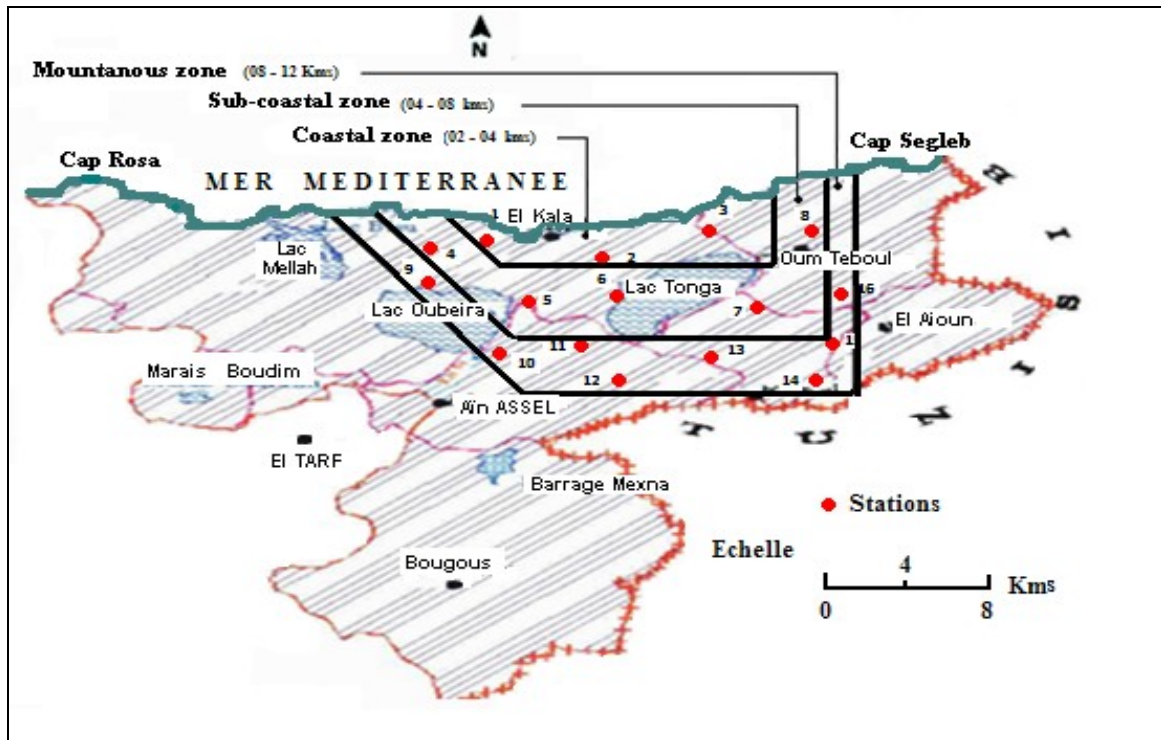 N
Mountanous zone (08 - 12 Kms)
Sub-coastal zone (04 - 08 kms)
Coastal zone (02 - 04 kms)
Cap Rosa
Cap Segleb
MER MEDITERRANEE
1
El Kala
3
8
Lac Mellah
4
2
Oum Teboul
9
6
Lac Tonga
16
Lac Oubeira
5
7
El Aioun
11
10
13
1
12
14
Marais Boudim
Aïn ASSEL
El TARF
TUNISIE
Barrage Mexna
Stations
Bougous
Echelle
4
Kms
0
8